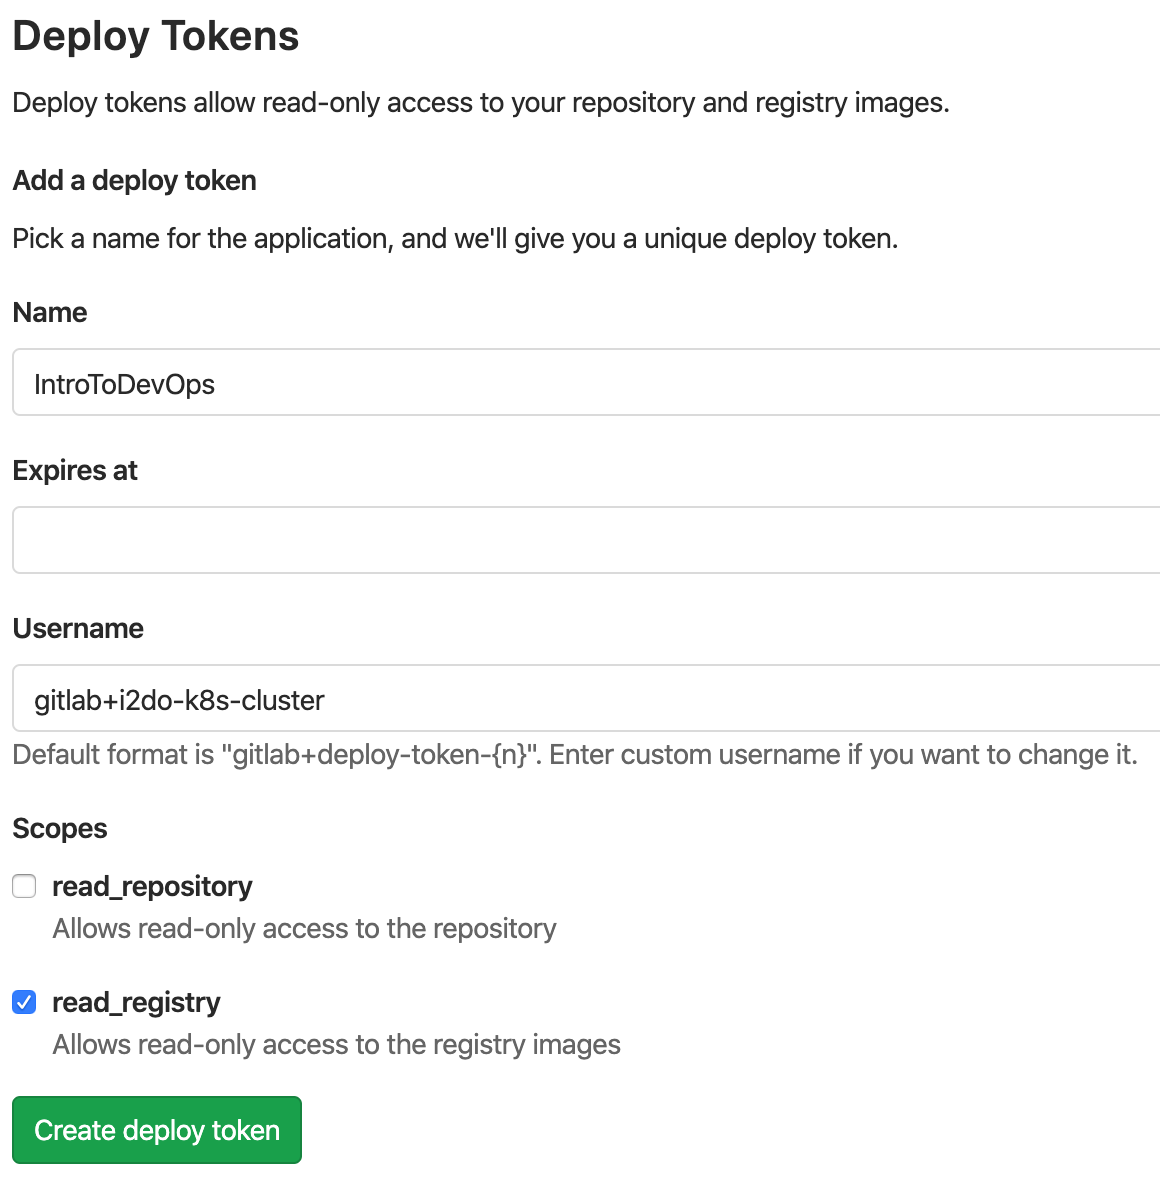 Deploy Tokens
Deploy tokens allow read-only access to your repository and registry images.
Add a deploy token
Pick a name for the application, and we'll give you a unique deploy token.
Name
IntroToDevOps
Expires at
Username
gitlab+i2do-k8s-cluster
Default format is "gitlab+deploy-token-{n}". Enter custom username if you want to change it.
Scopes
read_repository
Allows read-only access to the repository
read_registry
Allows read-only access to the registry images
Create deploy token